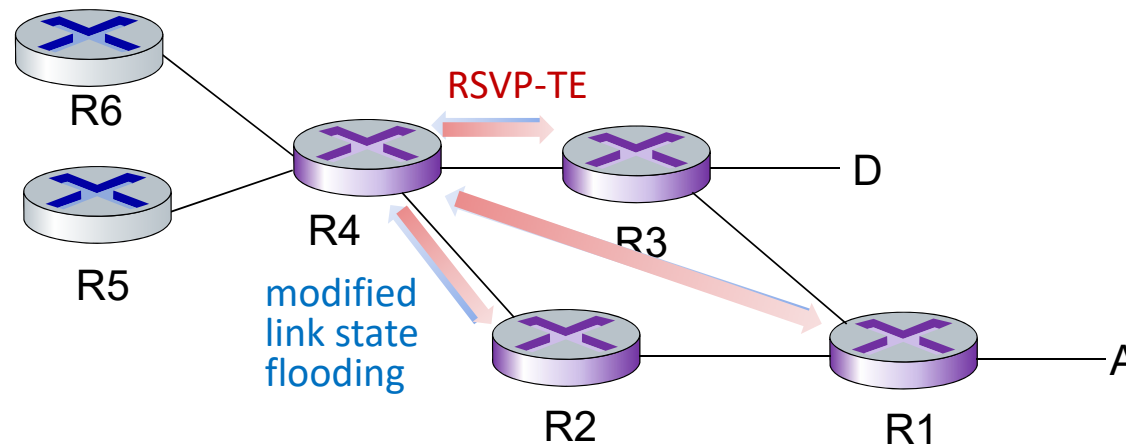 RSVP-TE
R6
D
R4
R3
R5
modified
link state
flooding
A
R2
R1